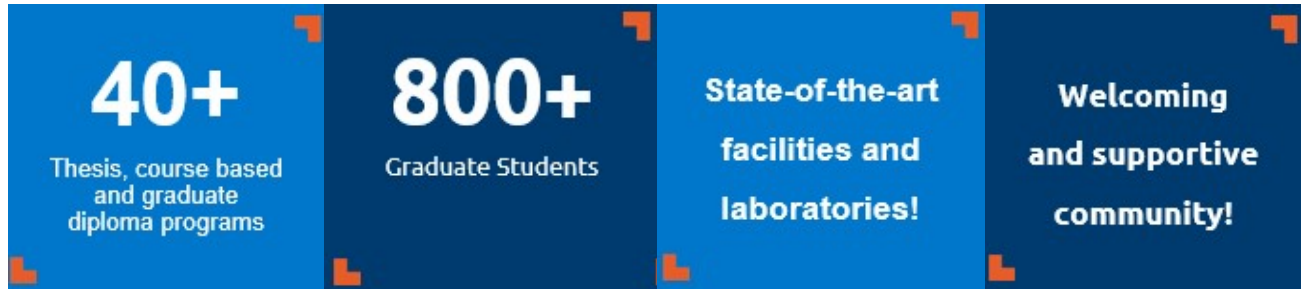 40+
Thesis, course based
and graduate
diploma programs
800+
Graduate Students
State-of-the-art
facilities and
laboratories!
Welcoming
and supportive
community!